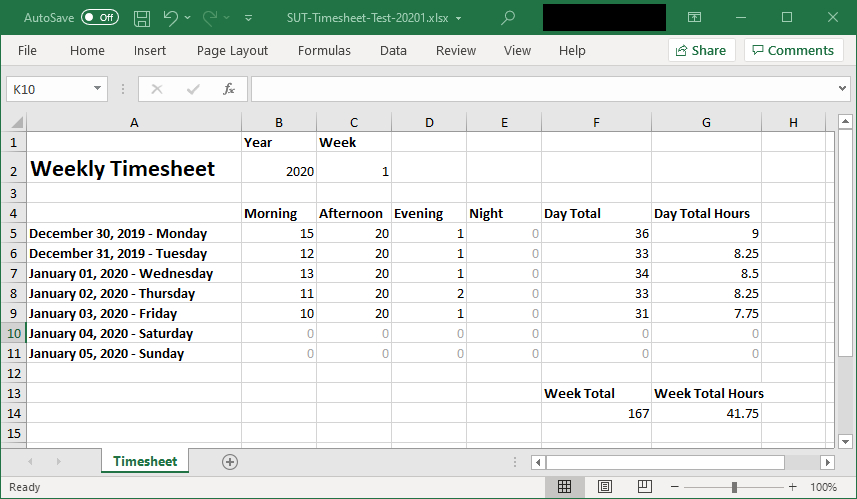 AutoSave Off SUT-Timesheet-Test-20201.xlsx
File Home Insert Page Layout Formulas Data Review View Help Share Comments
K10 fx
A B C D E F G H
1 Year Week
2 Weekly Timesheet 2020 1
3
4 Morning Afternoon Evening Night Day Total Day Total Hours
5 December 30, 2019 - Monday 15 20 1 0 36 9
6 December 31, 2019 - Tuesday 12 20 1 0 33 8.25
7 January 01, 2020 - Wednesday 13 20 1 0 34 8.5
8 January 02, 2020 - Thursday 11 20 2 0 33 8.25
9 January 03, 2020 - Friday 10 20 1 0 31 7.75
10 January 04, 2020 - Saturday 0 0 0 0 0 0
11 January 05, 2020 - Sunday 0 0 0 0 0 0
12
13 Week Total Week Total Hours
14 167 41.75
15
Timesheet
Ready 100%